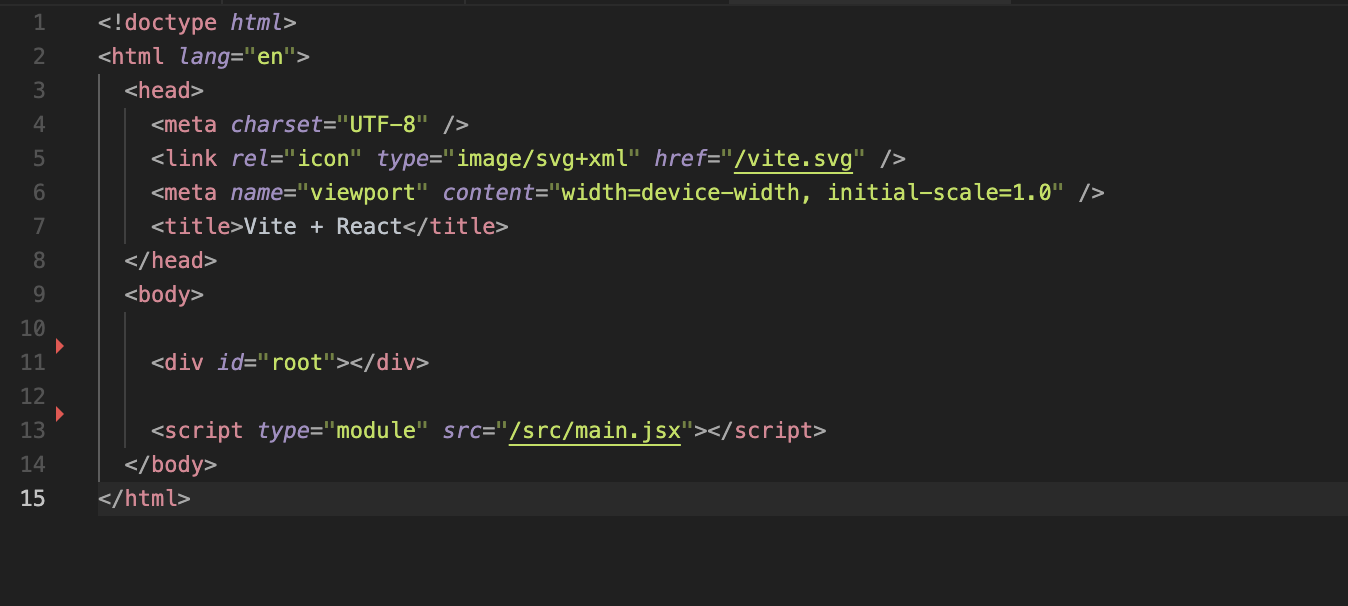 1 <!doctype html>
2 <html lang="en">
3 <head>
4 <meta charset="UTF-8" />
5 <link rel="icon" type="image/svg+xml" href="/vite.svg" />
6 <meta name="viewport" content="width=device-width, initial-scale=1.0" />
7 <title>Vite + React</title>
8 </head>
9 <body>
10
11 <div id="root"></div>
12
13 <script type="module" src="/src/main.jsx"></script>
14 </body>
15 </html>